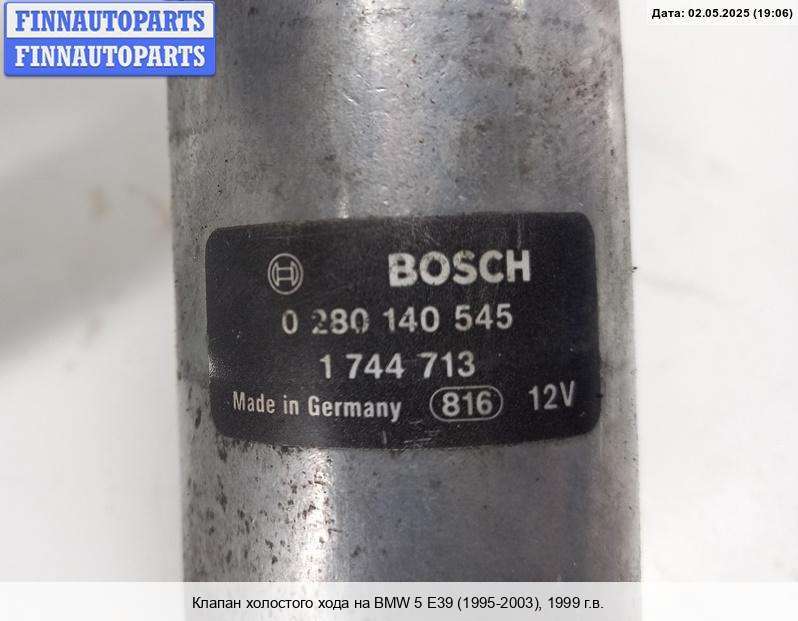 FINNAUTOPARTS
FINNAUTOPARTS
Дата: 02.05.2025 (19:06)
BOSCH
0 280 140 545
1 744 713
Made in Germany 816 12V
Клапан холостого хода на BMW 5 E39 (1995-2003), 1999 г.в.